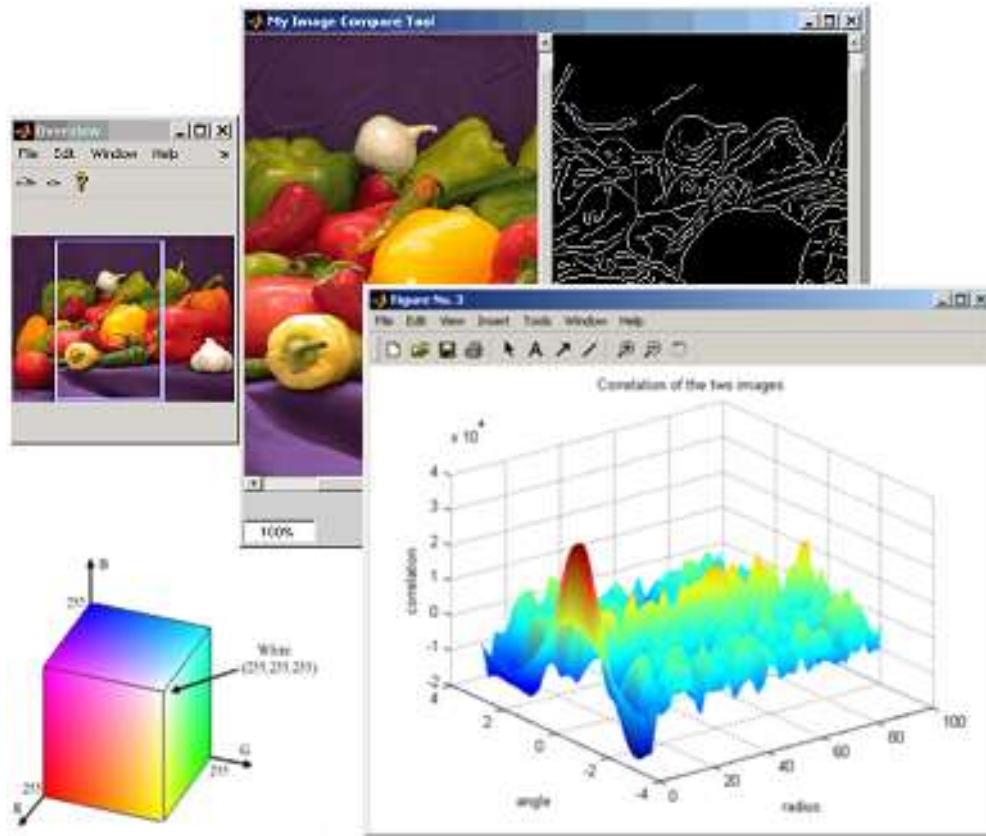 My Image Compare Tool
Overview
File Edit Window Help »
100%
Figure No. 3
File Edit View Insert Tools Window Help
A
Correlation of the two images
x 10^4
4
3
2
1
0
-1
-2
correlation
4
2
0
-2
-4
angle
0
20
40
60
80
100
radius
B
255
White
(255,255,255)
G
255
255
R